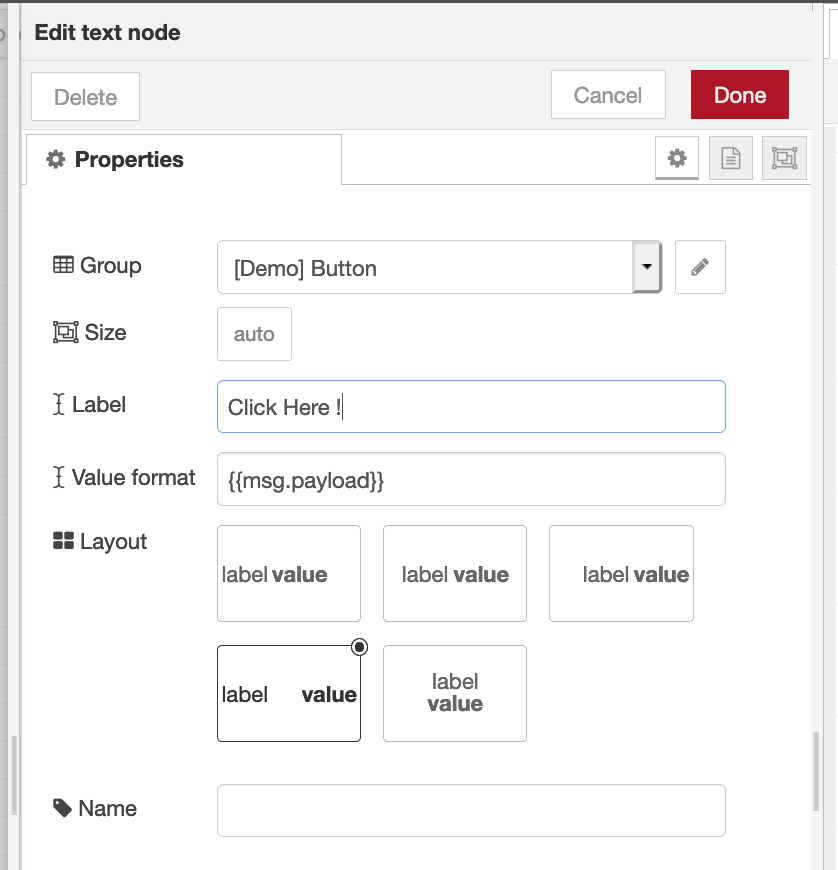 Edit text node
Delete Cancel Done
Properties
Group [Demo] Button
Size auto
Label Click Here !
Value format {{msg.payload}}
Layout label value label value label value
label value label
value
Name